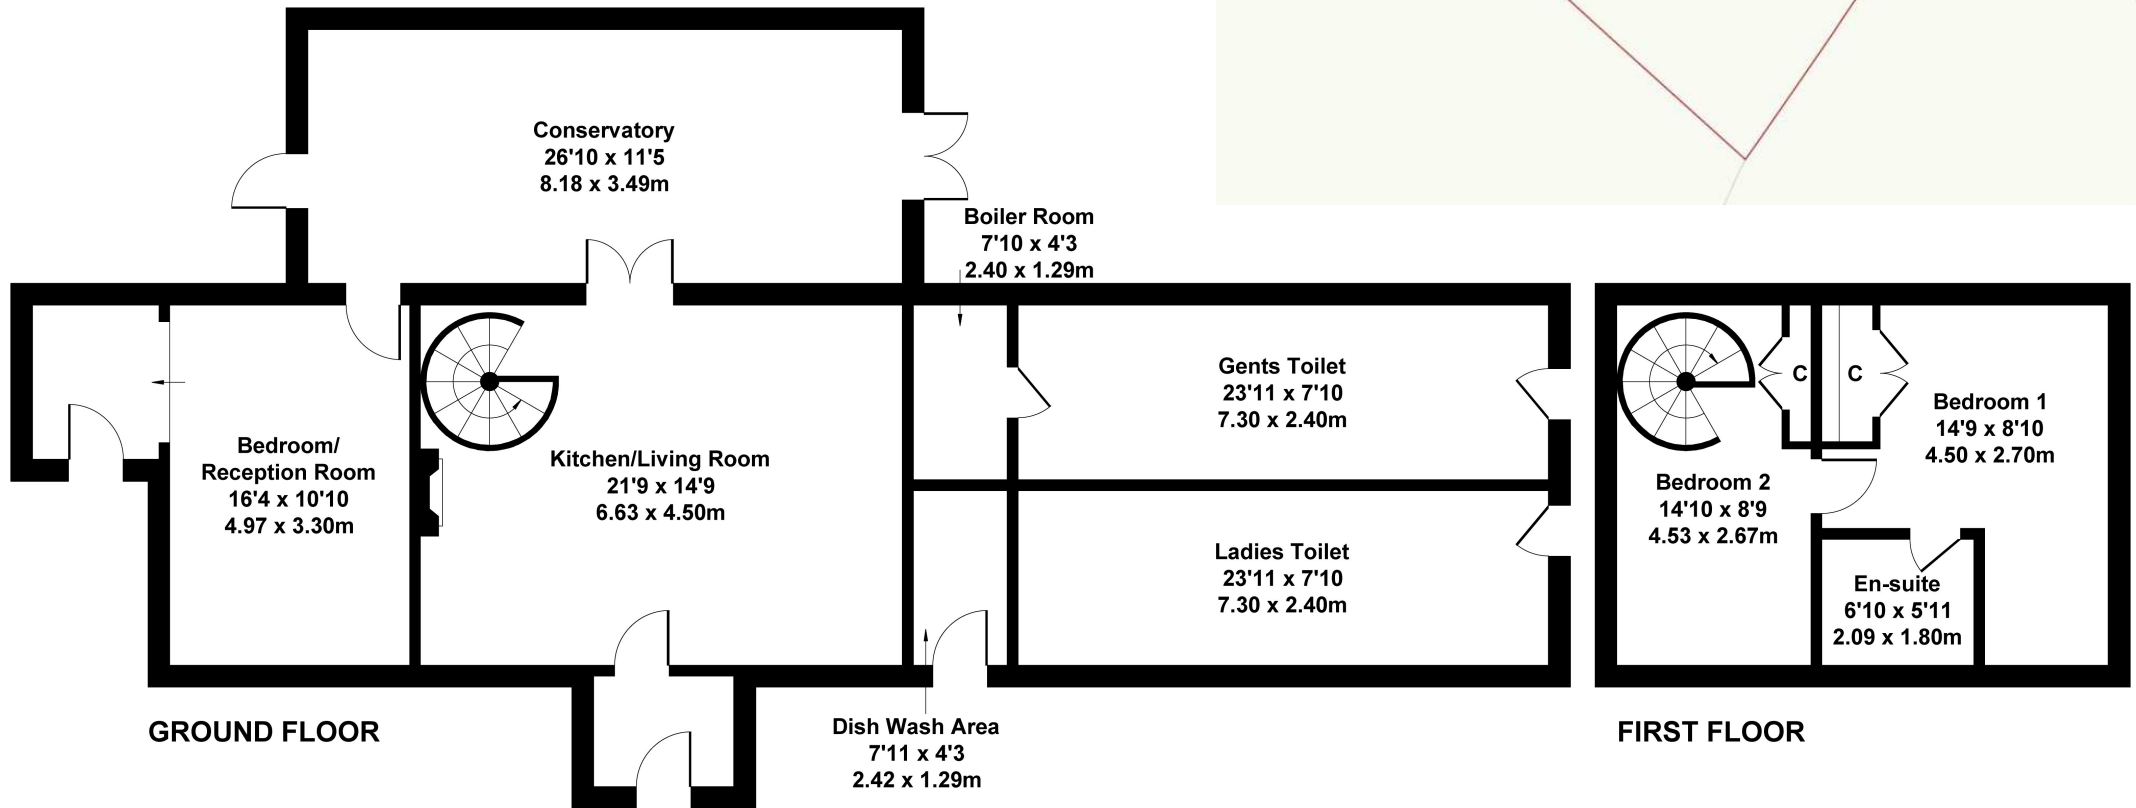 Conservatory
26'10 x 11'5
8.18 x 3.49m
Boiler Room
7'10 x 4'3
2.40 x 1.29m
Bedroom/
Reception Room
16'4 x 10'10
4.97 x 3.30m
Kitchen/Living Room
21'9 x 14'9
6.63 x 4.50m
Gents Toilet
23'11 x 7'10
7.30 x 2.40m
Ladies Toilet
23'11 x 7'10
7.30 x 2.40m
Dish Wash Area
7'11 x 4'3
2.42 x 1.29m
GROUND FLOOR
C
C
Bedroom 1
14'9 x 8'10
4.50 x 2.70m
Bedroom 2
14'10 x 8'9
4.53 x 2.67m
En-suite
6'10 x 5'11
2.09 x 1.80m
FIRST FLOOR